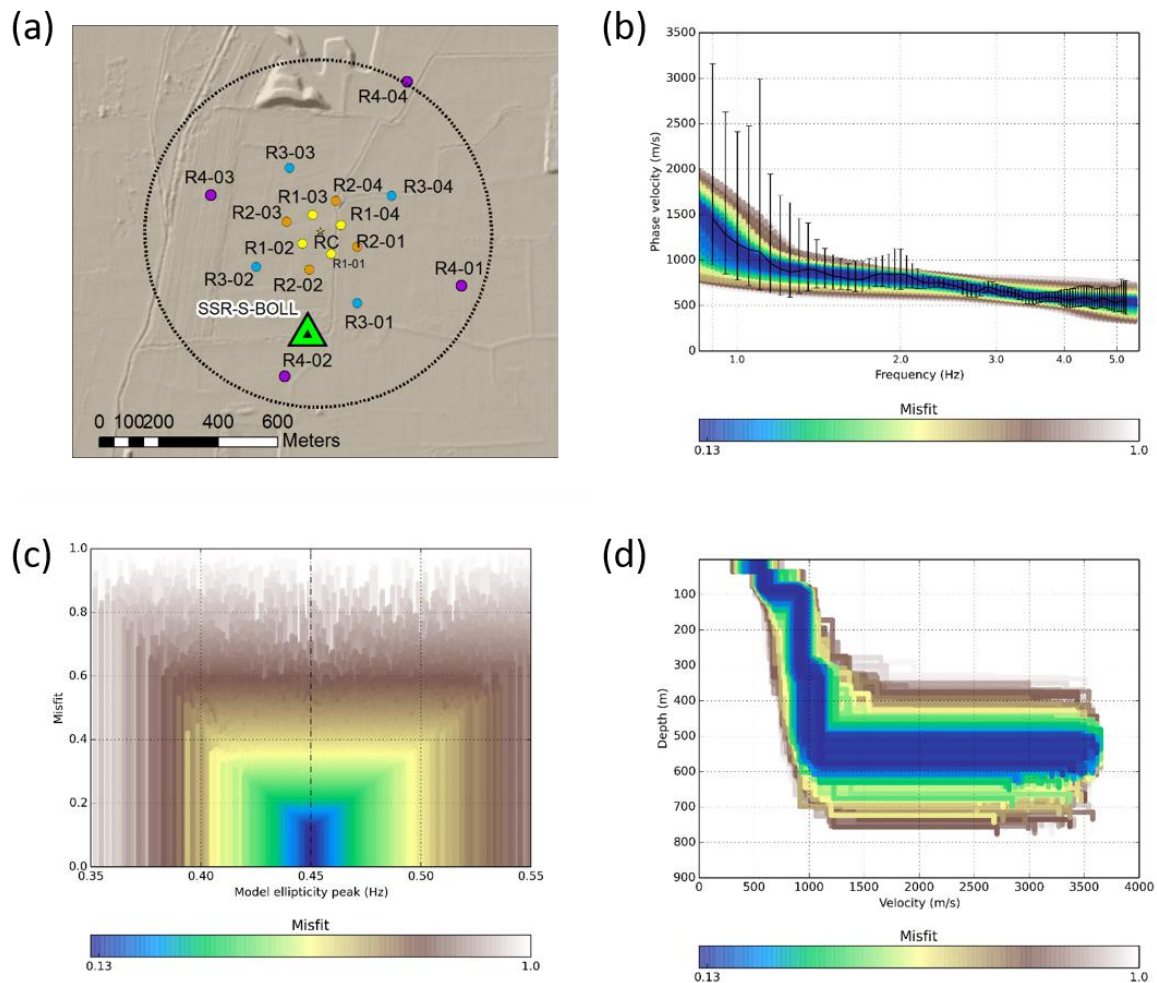 (a)
R4-04
R3-03
R4-03
R2-04
R3-04
R1-03
R2-03
R1-04
R1-02
RC
R2-01
R1-01
R3-02
R2-02
R4-01
SSR-S-BOLL
R3-01
R4-02
0 100 200 400 600
Meters
(b)
3500
3000
2500
2000
1500
1000
500
0
Phase velocity (m/s)
1.0 2.0 3.0 4.0 5.0
Frequency (Hz)
Misfit
0.13 1.0
(c)
1.0
0.8
0.6
0.4
0.2
0.0
Misfit
0.35 0.40 0.45 0.50 0.55
Model ellipticity peak (Hz)
Misfit
0.13 1.0
(d)
100
200
300
400
500
600
700
800
900
Depth (m)
0 500 1000 1500 2000 2500 3000 3500 4000
Velocity (m/s)
Misfit
0.13 1.0